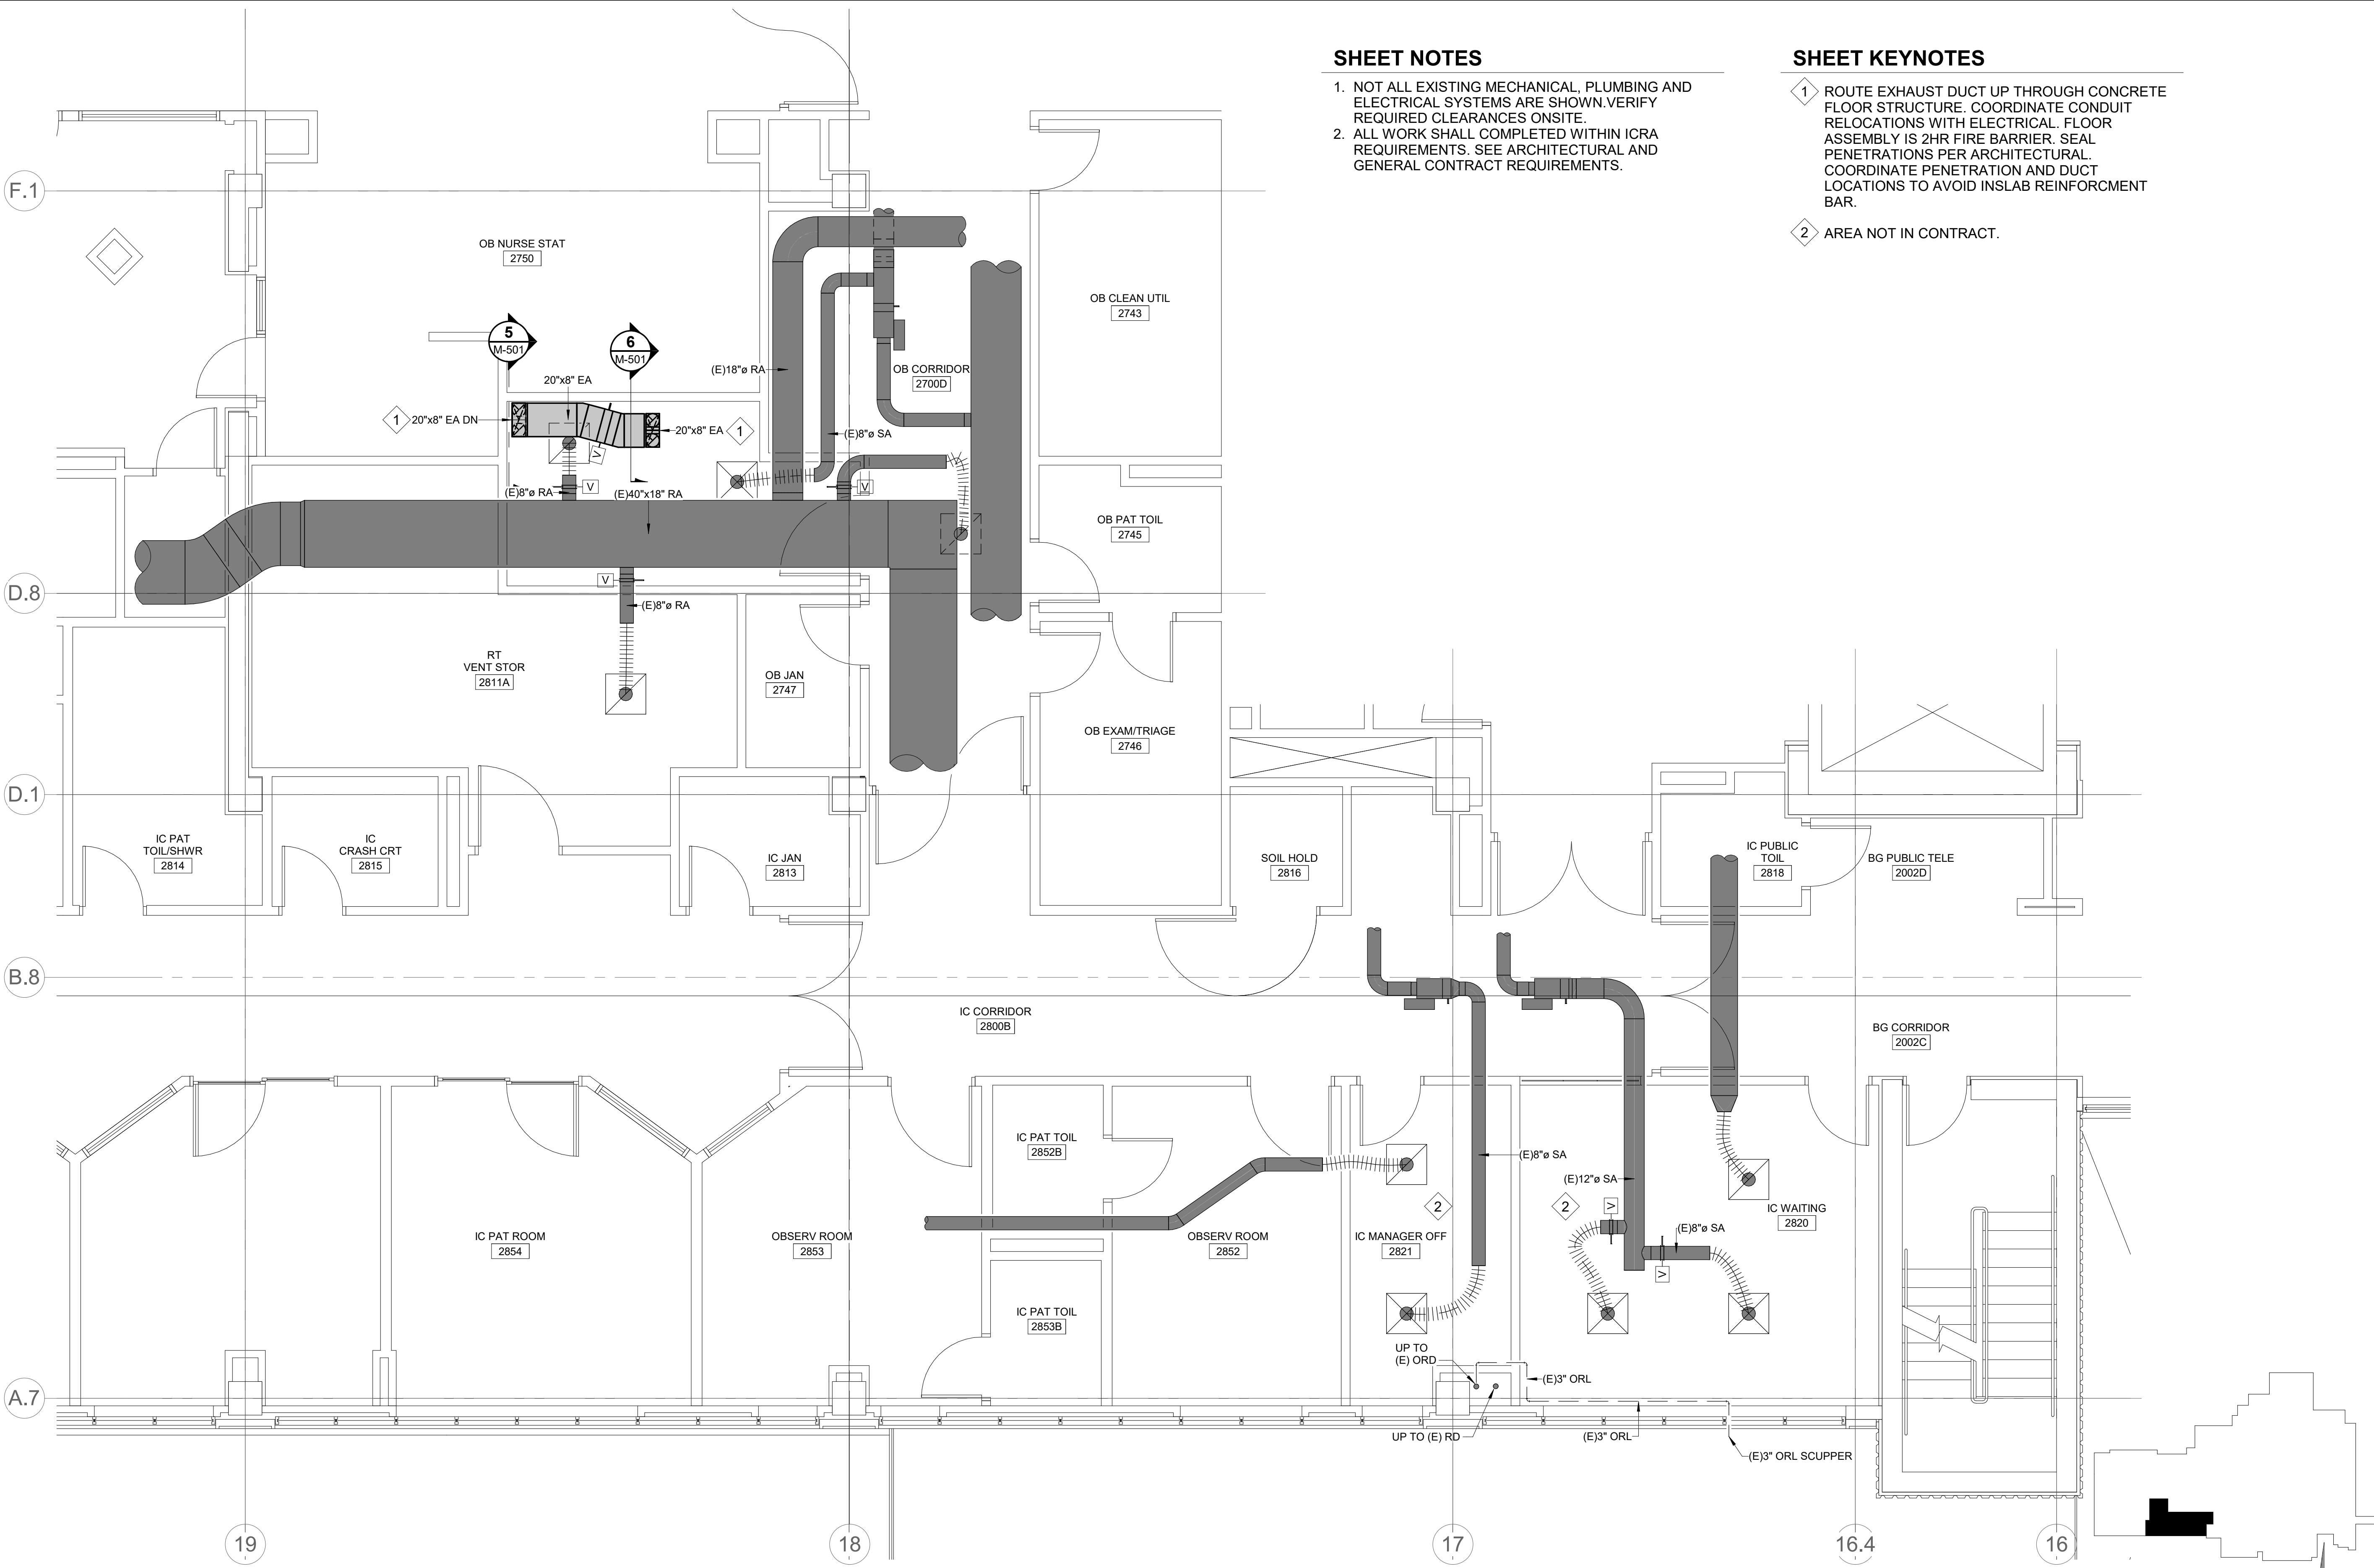 SHEET NOTES
1. NOT ALL EXISTING MECHANICAL, PLUMBING AND
ELECTRICAL SYSTEMS ARE SHOWN.VERIFY
REQUIRED CLEARANCES ONSITE.
2. ALL WORK SHALL COMPLETED WITHIN ICRA
REQUIREMENTS. SEE ARCHITECTURAL AND
GENERAL CONTRACT REQUIREMENTS.
SHEET KEYNOTES
1 ROUTE EXHAUST DUCT UP THROUGH CONCRETE
FLOOR STRUCTURE. COORDINATE CONDUIT
RELOCATIONS WITH ELECTRICAL. FLOOR
ASSEMBLY IS 2HR FIRE BARRIER. SEAL
PENETRATIONS PER ARCHITECTURAL.
COORDINATE PENETRATION AND DUCT
LOCATIONS TO AVOID INSLAB REINFORCMENT
BAR.
2 AREA NOT IN CONTRACT.
F.1
OB NURSE STAT
2750
OB CLEAN UTIL
2743
5
M-501
6
M-501
(E)18"ø RA
OB CORRIDOR
2700D
20"x8" EA
1 20"x8" EA DN
20"x8" EA 1
(E)8"ø SA
V
(E)8"ø RA
V
(E)40"x18" RA
V
OB PAT TOIL
2745
D.8
V
(E)8"ø RA
RT
VENT STOR
2811A
OB JAN
2747
OB EXAM/TRIAGE
2746
D.1
IC PAT
TOIL/SHWR
2814
IC
CRASH CRT
2815
IC JAN
2813
SOIL HOLD
2816
IC PUBLIC
TOIL
2818
BG PUBLIC TELE
2002D
B.8
IC CORRIDOR
2800B
BG CORRIDOR
2002C
IC PAT TOIL
2852B
(E)8"ø SA
(E)12"ø SA
2
2
V
IC WAITING
2820
(E)8"ø SA
V
IC PAT ROOM
2854
OBSERV ROOM
2853
OBSERV ROOM
2852
IC MANAGER OFF
2821
IC PAT TOIL
2853B
UP TO
(E) ORD
(E)3" ORL
A.7
UP TO (E) RD
(E)3" ORL
(E)3" ORL SCUPPER
19
18
17
16.4
16